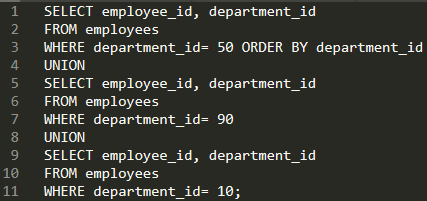 1 SELECT employee_id, department_id
2 FROM employees
3 WHERE department_id= 50 ORDER BY department_id
4 UNION
5 SELECT employee_id, department_id
6 FROM employees
7 WHERE department_id= 90
8 UNION
9 SELECT employee_id, department_id
10 FROM employees
11 WHERE department_id= 10;